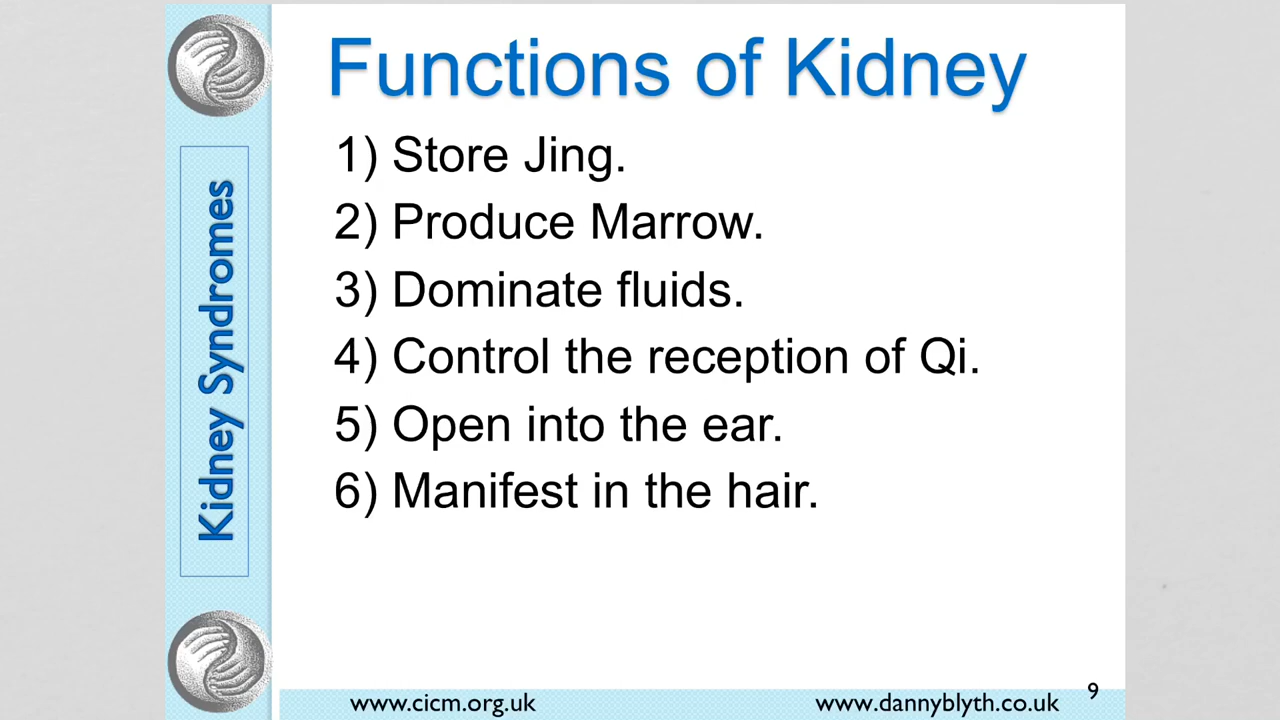 Functions of Kidney
1) Store Jing.
2) Produce Marrow.
3) Dominate fluids.
4) Control the reception of Qi.
5) Open into the ear.
6) Manifest in the hair.
Kidney Syndromes
www.cicm.org.uk
www.dannyblyth.co.uk
9